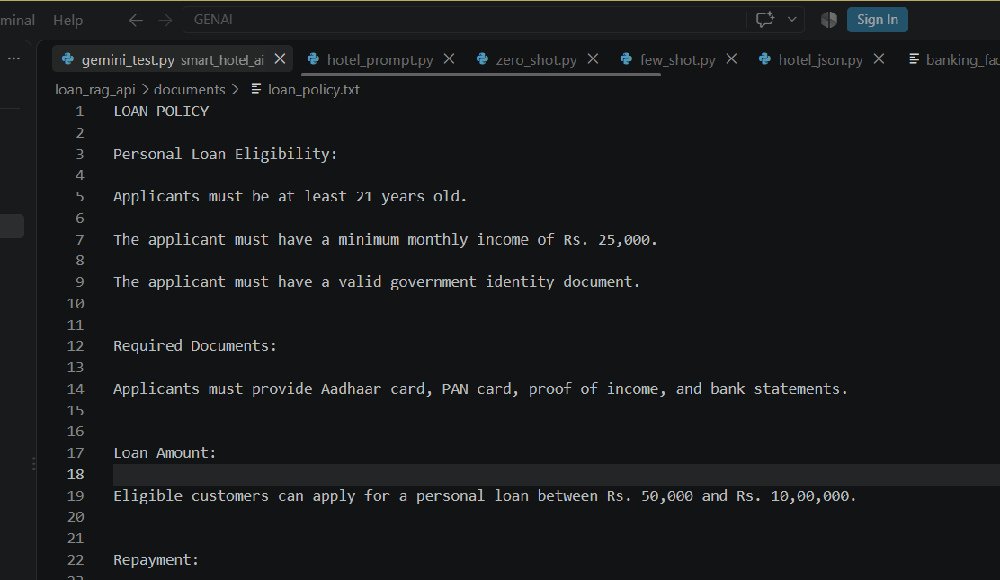 minal Help GENAI Sign In
gemini_test.py smart_hotel_ai hotel_prompt.py zero_shot.py few_shot.py hotel_json.py banking_fac
loan_rag_api > documents > loan_policy.txt
1 LOAN POLICY
2
3 Personal Loan Eligibility:
4
5 Applicants must be at least 21 years old.
6
7 The applicant must have a minimum monthly income of Rs. 25,000.
8
9 The applicant must have a valid government identity document.
10
11
12 Required Documents:
13
14 Applicants must provide Aadhaar card, PAN card, proof of income, and bank statements.
15
16
17 Loan Amount:
18
19 Eligible customers can apply for a personal loan between Rs. 50,000 and Rs. 10,00,000.
20
21
22 Repayment:
23